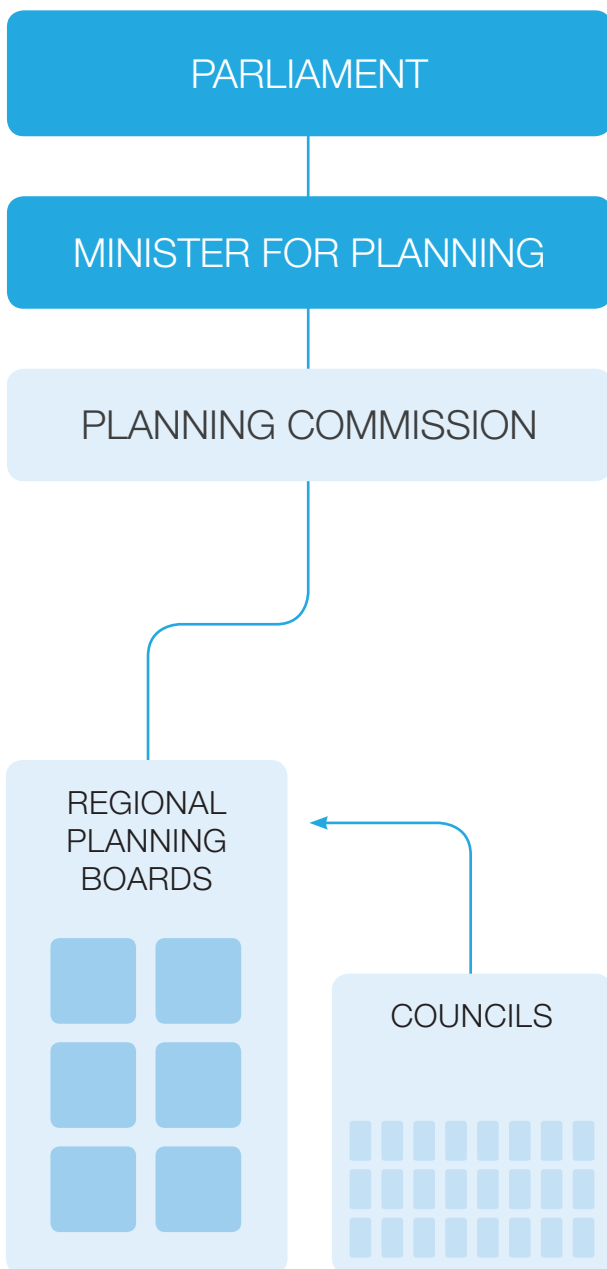 PARLIAMENT
MINISTER FOR PLANNING
PLANNING COMMISSION
REGIONAL
PLANNING
BOARDS
COUNCILS